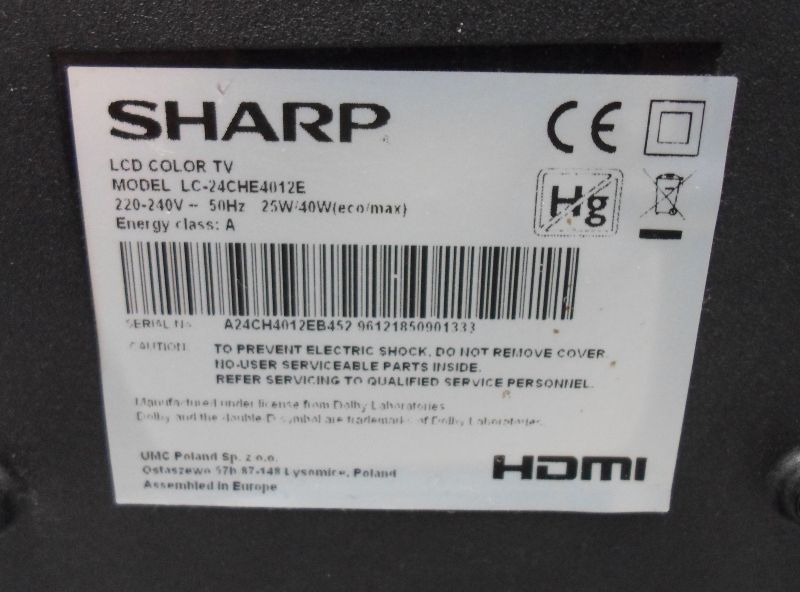 SHARP
CE
LCD COLOR TV
MODEL LC-24CHE4012E
220-240V ~ 50Hz 25W/40W(eco/max)
Energy class: A
Hg
SERIAL No A24CH4012EB452 96121850901333
CAUTION: TO PREVENT ELECTRIC SHOCK, DO NOT REMOVE COVER.
NO-USER SERVICEABLE PARTS INSIDE.
REFER SERVICING TO QUALIFIED SERVICE PERSONNEL.
Manufactured under license from Dolby Laboratories.
Dolby and the double-D symbol are trademarks of Dolby Laboratories.
UMC Poland Sp. z o.o.
Ostaszewo 57b 87-148 Lysomice, Poland
Assembled in Europe
HDMI